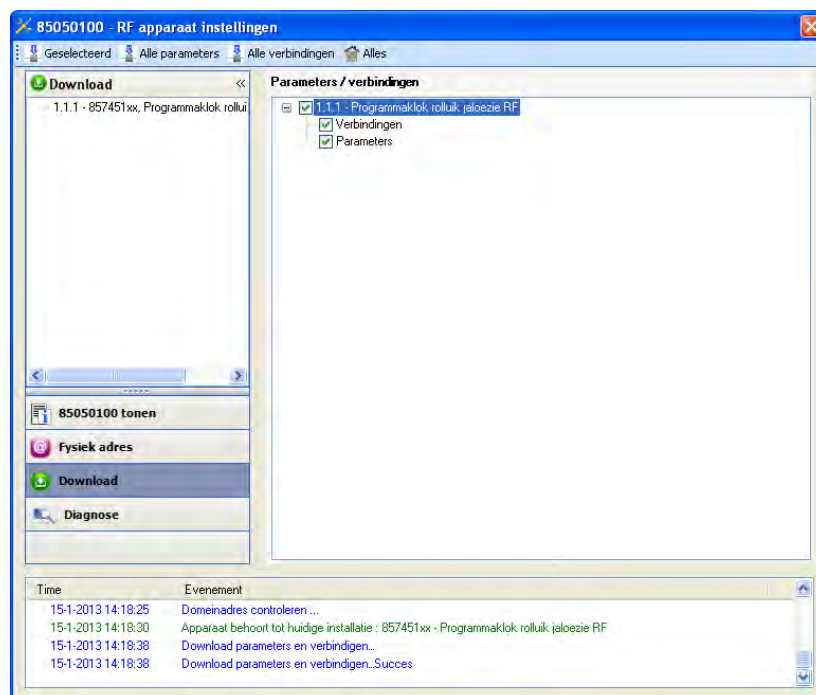 85050100 - RF apparaat instellingen
Geselecteerd Alle parameters Alle verbindingen Alles
Download «
1.1.1 - 857451xx, Programmaklok rollui
Parameters / verbindingen
1.1.1 - Programmaklok rolluik jaloezie RF
Verbindingen
Parameters
85050100 tonen
Fysiek adres
Download
Diagnose
Time Evenement
15-1-2013 14:18:25 Domeinadres controleren ...
15-1-2013 14:18:30 Apparaat behoort tot huidige installatie : 857451xx - Programmaklok rolluik jaloezie RF
15-1-2013 14:18:38 Download parameters en verbindigen...
15-1-2013 14:18:38 Download parameters en verbindigen...Succes